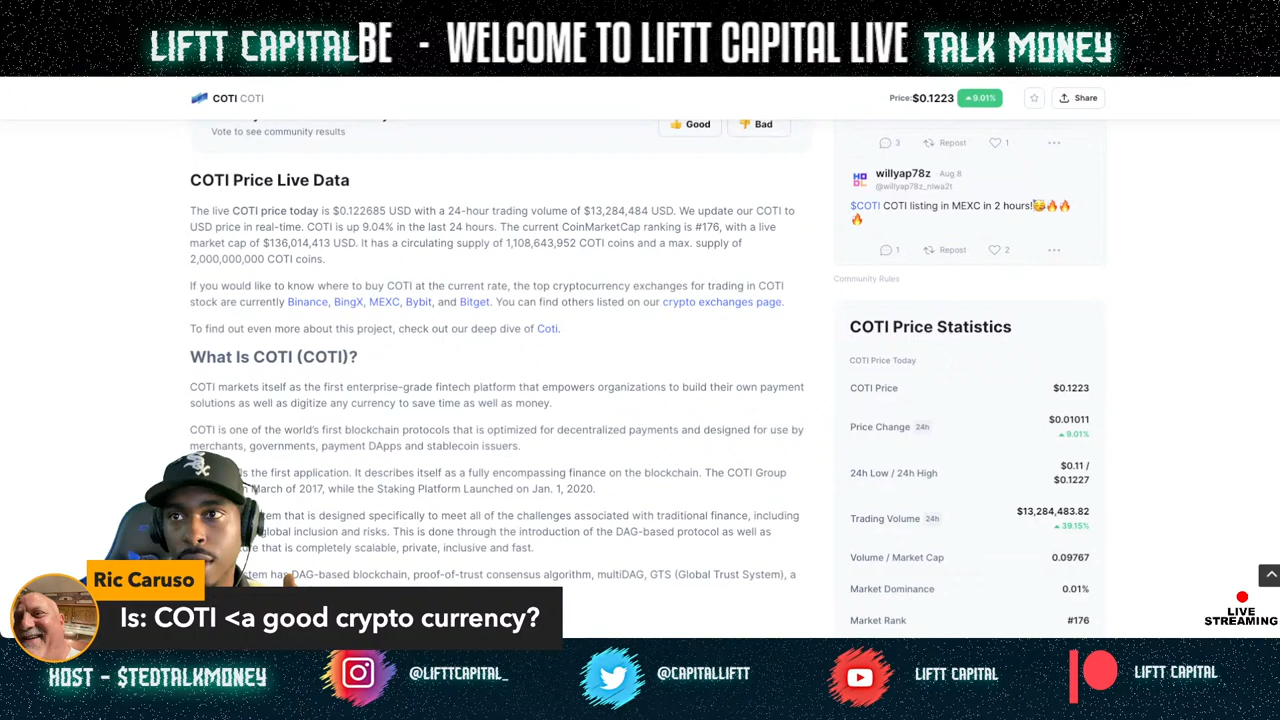 LIFTT CAPITAL
BE - WELCOME TO LIFTT CAPITAL LIVE
TALK MONEY
COTI COTI
Price:$0.1223
9.01%
Share
Vote to see community results
Good
Bad
COTI Price Live Data
The live COTI price today is $0.122685 USD with a 24-hour trading volume of $13,284,484 USD. We update our COTI to
USD price in real-time. COTI is up 9.04% in the last 24 hours. The current CoinMarketCap ranking is #176, with a live
market cap of $136,014,413 USD. It has a circulating supply of 1,108,643,952 COTI coins and a max. supply of
2,000,000,000 COTI coins.
If you would like to know where to buy COTI at the current rate, the top cryptocurrency exchanges for trading in COTI
stock are currently Binance, BingX, MEXC, Bybit, and Bitget. You can find others listed on our crypto exchanges page.
To find out even more about this project, check out our deep dive of Coti.
What Is COTI (COTI)?
COTI markets itself as the first enterprise-grade fintech platform that empowers organizations to build their own payment
solutions as well as digitize any currency to save time as well as money.
COTI is one of the world's first blockchain protocols that is optimized for decentralized payments and designed for use by
merchants, governments, payment DApps and stablecoin issuers.
is the first application. It describes itself as a fully encompassing finance on the blockchain. The COTI Group
March of 2017, while the Staking Platform Launched on Jan. 1, 2020.
that is designed specifically to meet all of the challenges associated with traditional finance, including
global inclusion and risks. This is done through the introduction of the DAG-based protocol as well as
that is completely scalable, private, inclusive and fast.
has DAG-based blockchain, proof-of-trust consensus algorithm, multiDAG, GTS (Global Trust System), a
3 Repost 1
willyap78z · Aug 8
@willyap78z_nlwa2t
$COTI COTI listing in MEXC in 2 hours!🥳🔥🔥
🔥
1 Repost 2
Community Rules
COTI Price Statistics
COTI Price Today
COTI Price $0.1223
Price Change 24h $0.01011
9.01%
24h Low / 24h High $0.11 /
$0.1227
Trading Volume 24h $13,284,483.82
39.15%
Volume / Market Cap 0.09767
Market Dominance 0.01%
Market Rank #176
Ric Caruso
Is: COTI <a good crypto currency?
LIVE
STREAMING
HOST - $TEDTALKMONEY
@LIFTTCAPITAL_
@CAPITALLIFTT
LIFTT CAPITAL
LIFTT CAPITAL